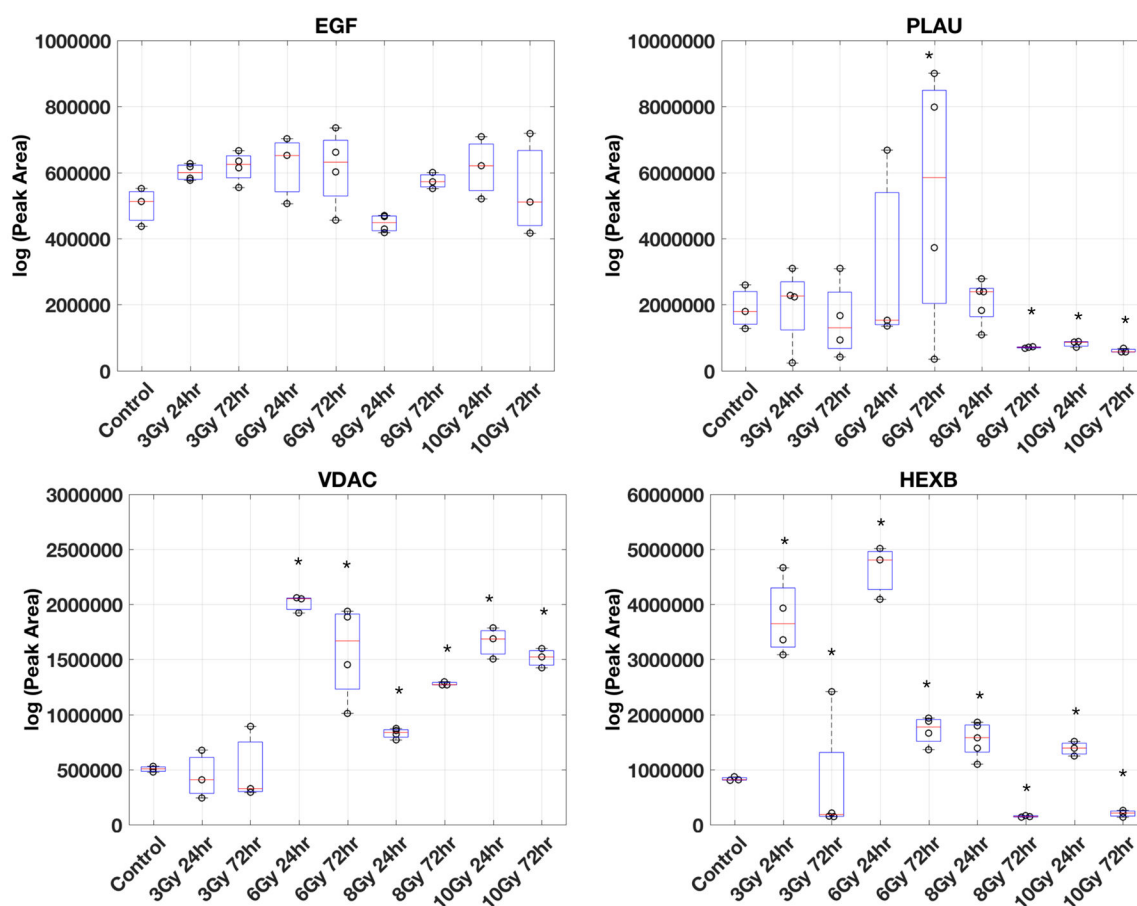 EGF
1000000
800000
600000
400000
200000
0
log (Peak Area)
Control
3Gy 24hr
3Gy 72hr
6Gy 24hr
6Gy 72hr
8Gy 24hr
8Gy 72hr
10Gy 24hr
10Gy 72hr
PLAU
10000000
8000000
6000000
4000000
2000000
0
log (Peak Area)
*
*
*
*
Control
3Gy 24hr
3Gy 72hr
6Gy 24hr
6Gy 72hr
8Gy 24hr
8Gy 72hr
10Gy 24hr
10Gy 72hr
VDAC
3000000
2500000
2000000
1500000
1000000
500000
0
log (Peak Area)
*
*
*
*
*
*
Control
3Gy 24hr
3Gy 72hr
6Gy 24hr
6Gy 72hr
8Gy 24hr
8Gy 72hr
10Gy 24hr
10Gy 72hr
HEXB
6000000
5000000
4000000
3000000
2000000
1000000
0
log (Peak Area)
*
*
*
*
*
*
*
*
Control
3Gy 24hr
3Gy 72hr
6Gy 24hr
6Gy 72hr
8Gy 24hr
8Gy 72hr
10Gy 24hr
10Gy 72hr